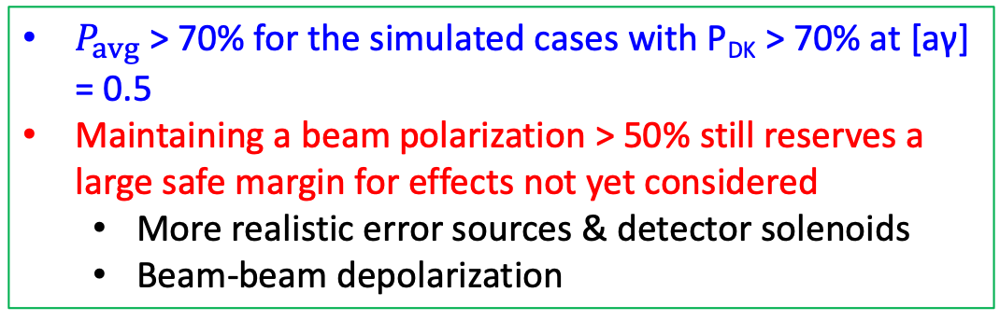 • P_avg > 70% for the simulated cases with P_DK > 70% at [aγ]
= 0.5
• Maintaining a beam polarization > 50% still reserves a
large safe margin for effects not yet considered
• More realistic error sources & detector solenoids
• Beam-beam depolarization